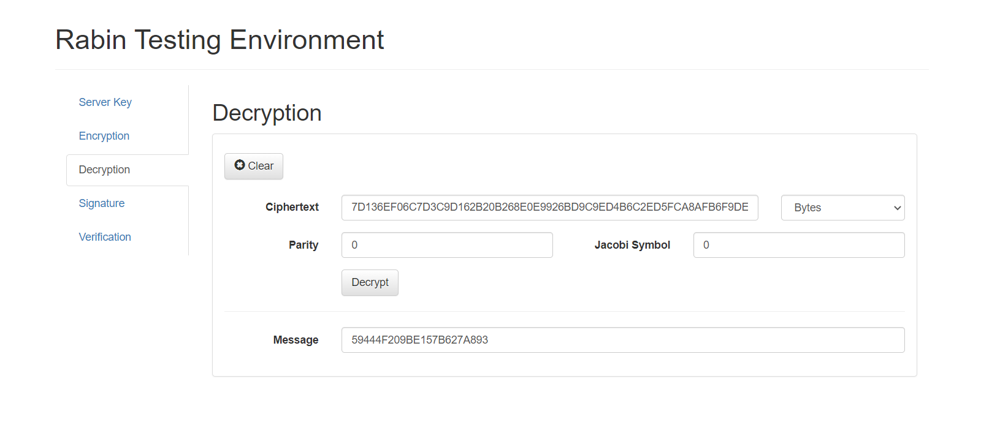 Rabin Testing Environment
Server Key
Encryption
Decryption
Signature
Verification
Decryption
Clear
Ciphertext 7D136EF06C7D3C9D162B20B268E0E9926BD9C9ED4B6C2ED5FCA8AFB6F9DE Bytes
Parity 0 Jacobi Symbol 0
Decrypt
Message 59444F209BE157B627A893